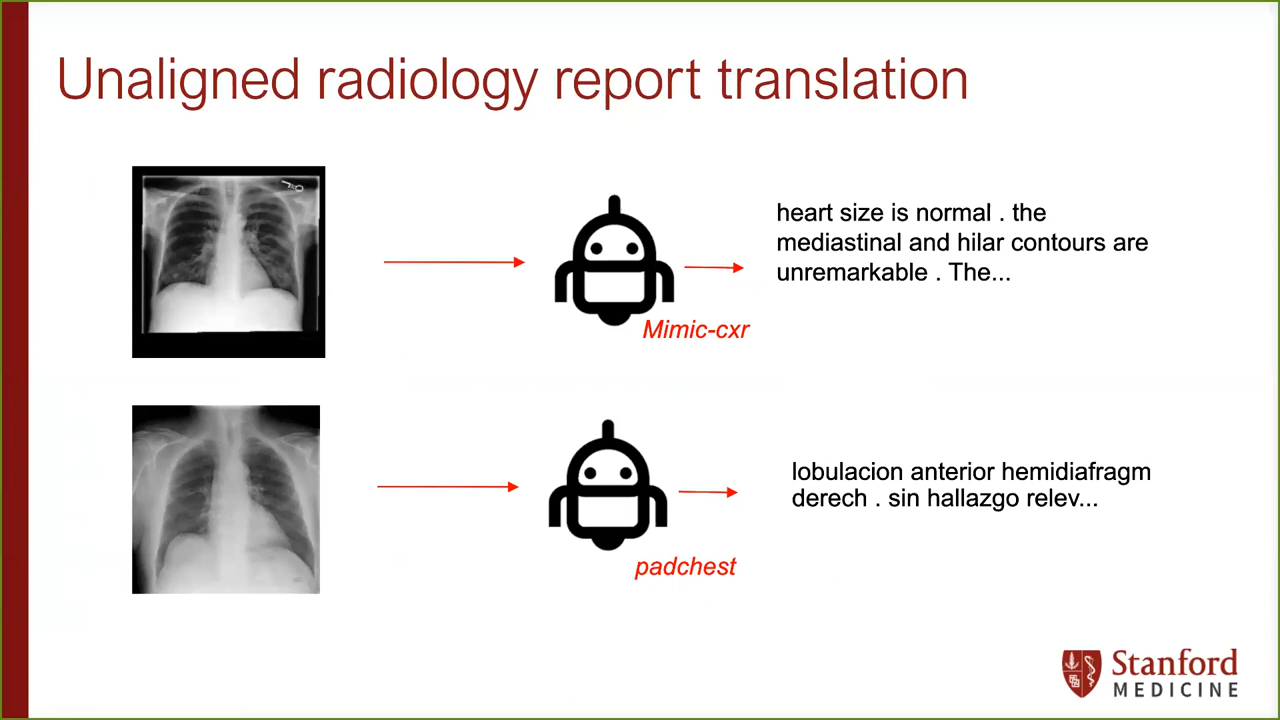 Unaligned radiology report translation
heart size is normal . the
mediastinal and hilar contours are
unremarkable . The...
Mimic-cxr
lobulacion anterior hemidiafragm
derech . sin hallazgo relev...
padchest
Stanford
MEDICINE